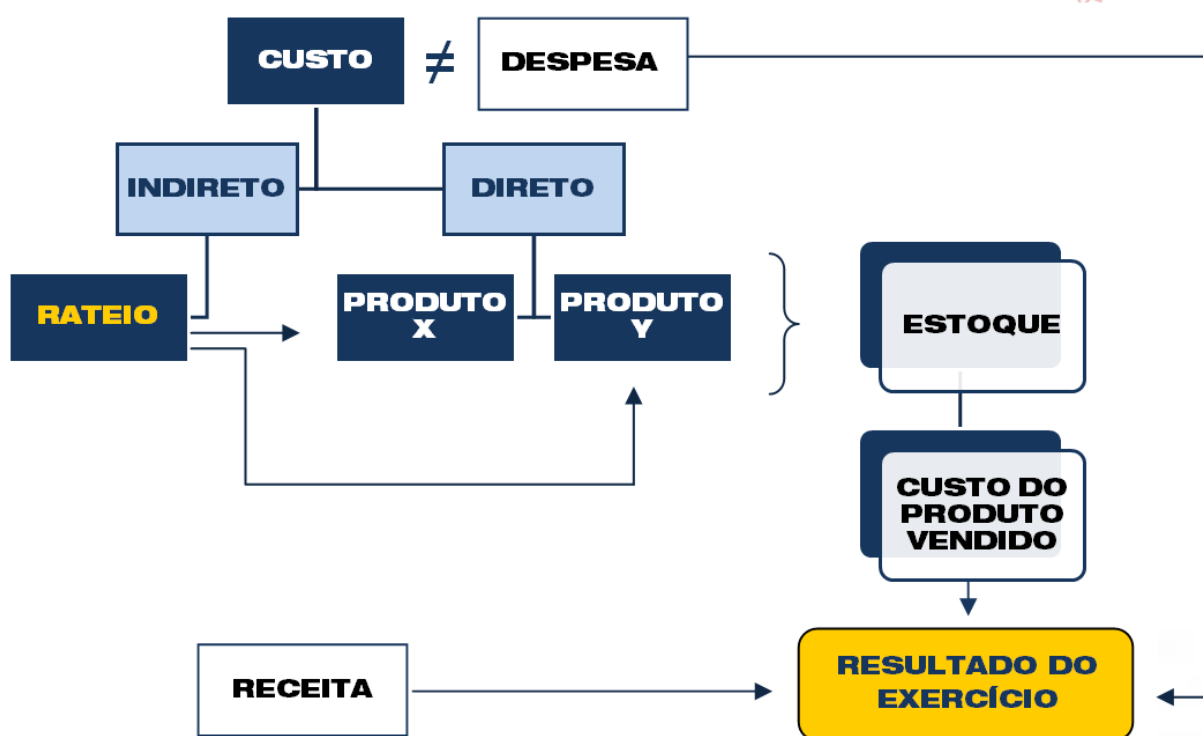 CUSTO
≠
DESPESA
INDIRETO
DIRETO
RATEIO
PRODUTO
X
PRODUTO
Y
ESTOQUE
CUSTO DO
PRODUTO
VENDIDO
RECEITA
RESULTADO DO
EXERCÍCIO